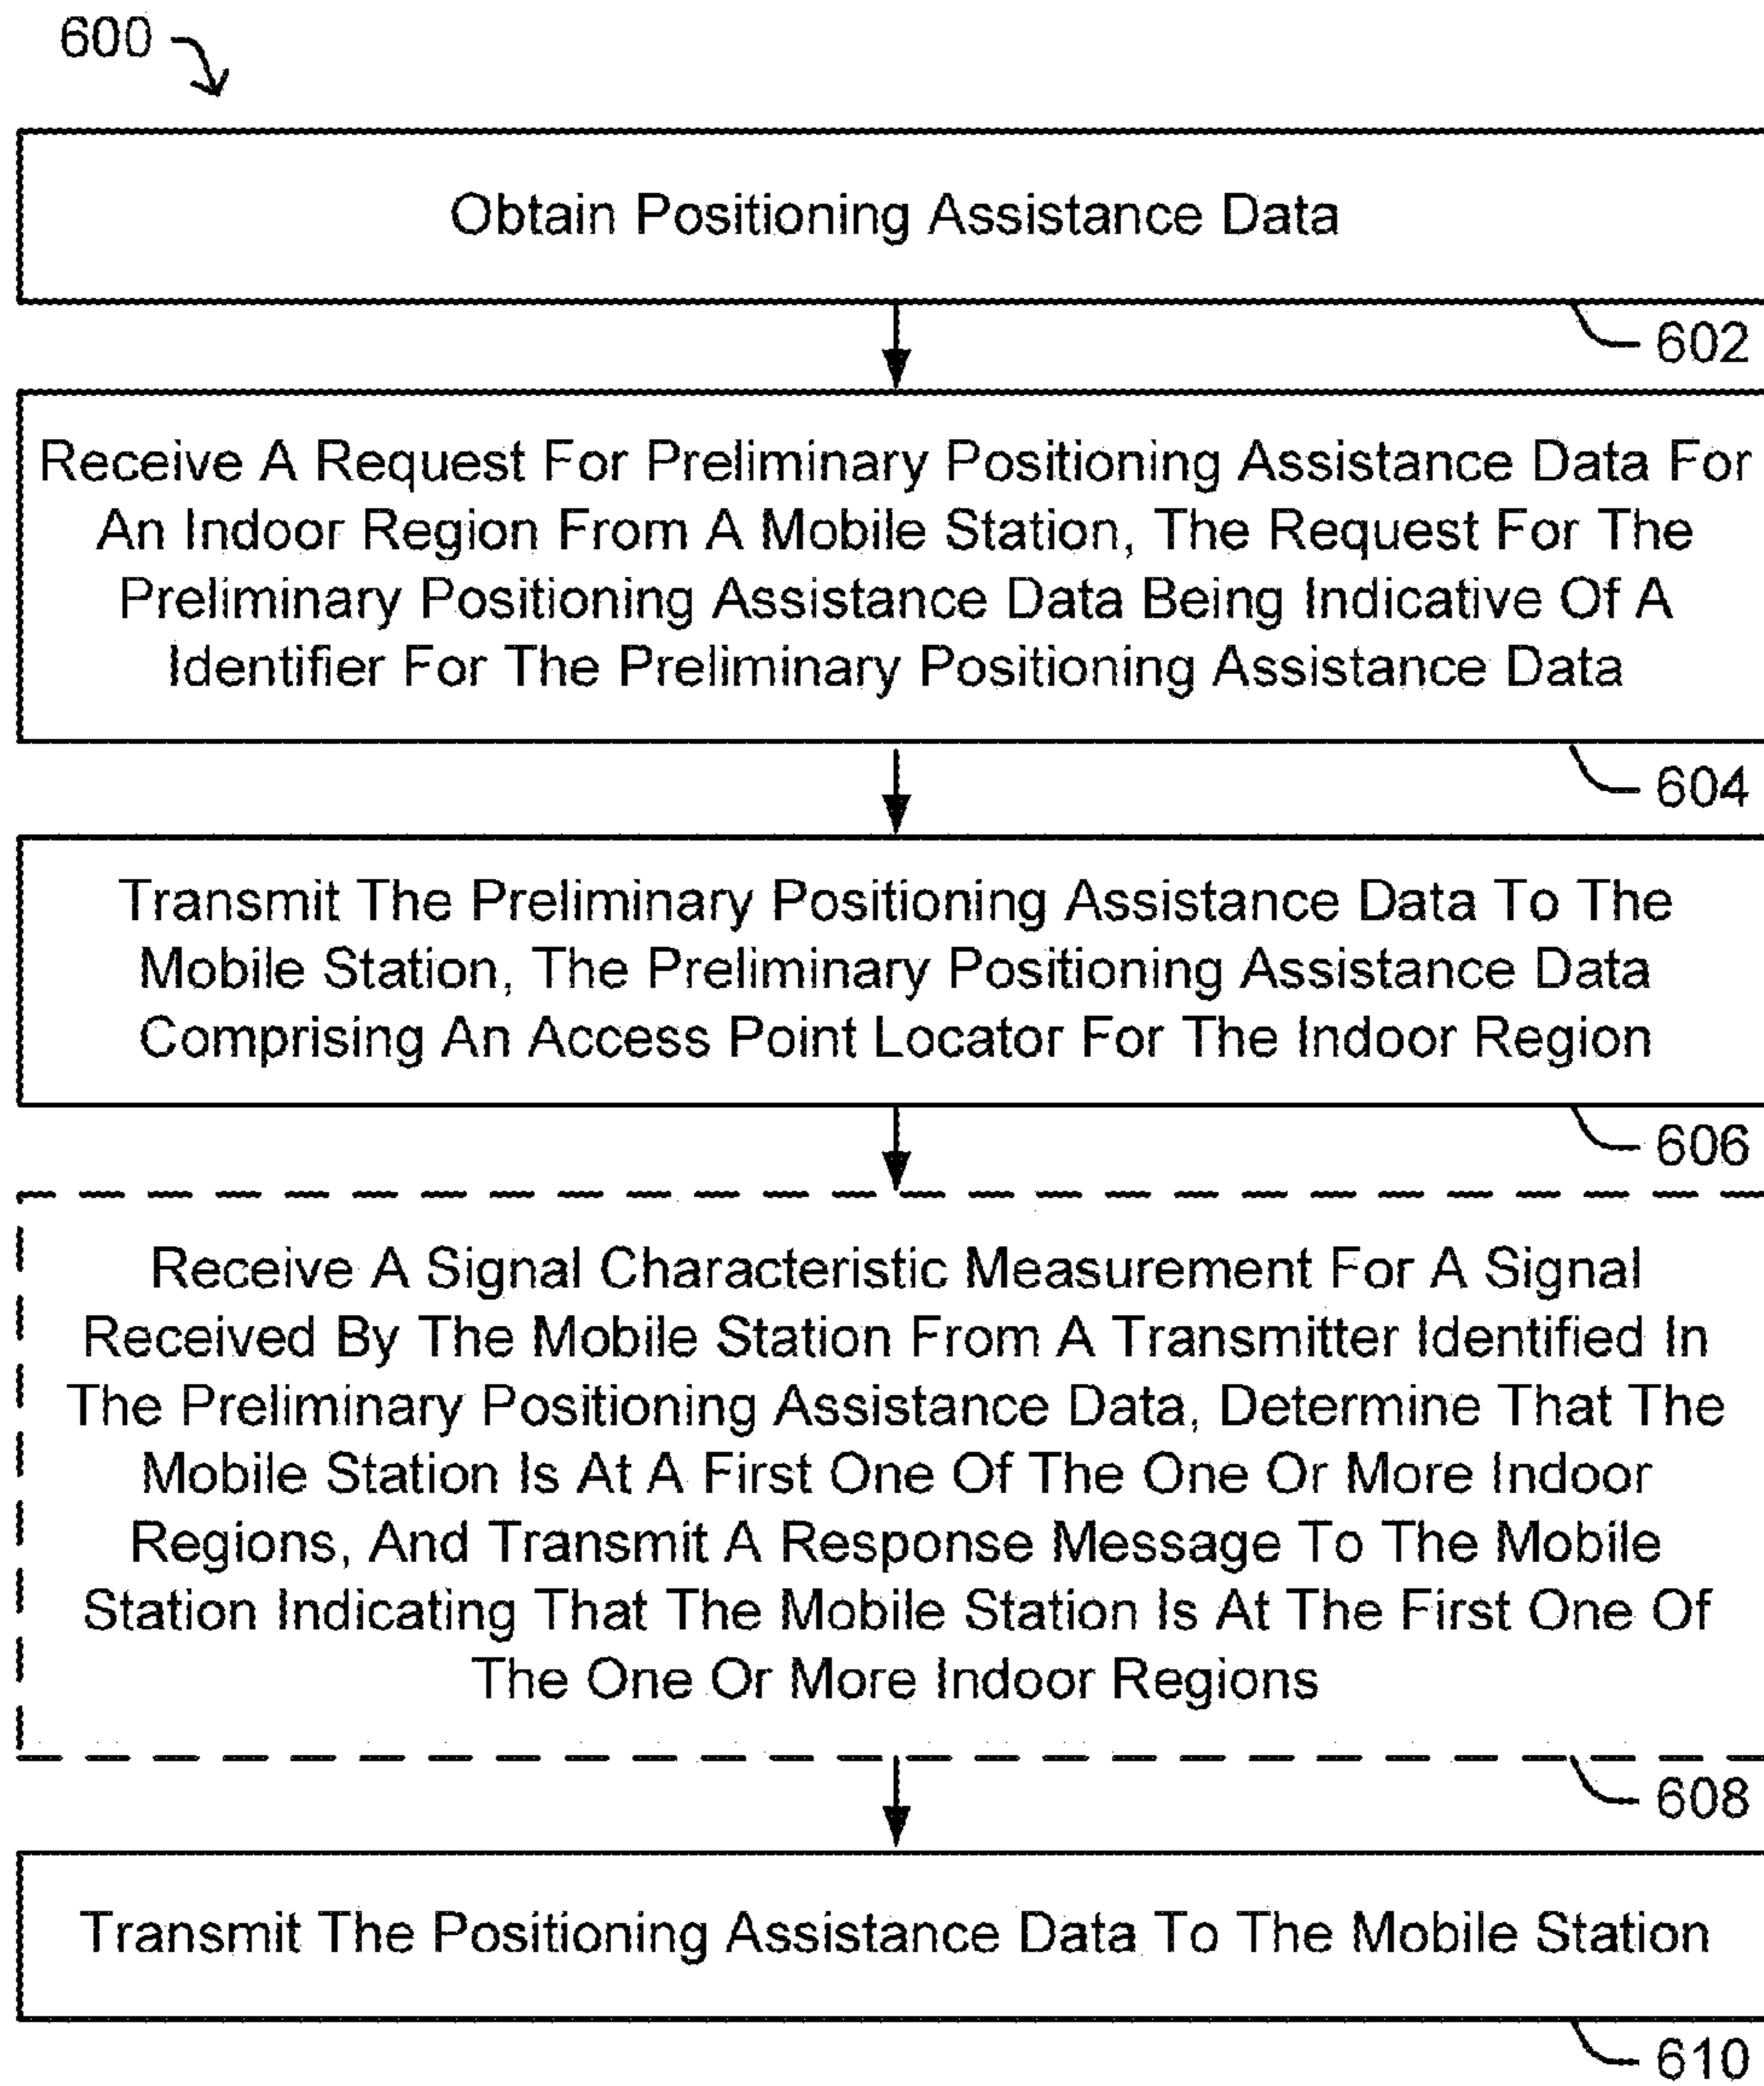 600
Obtain Positioning Assistance Data
602
Receive A Request For Preliminary Positioning Assistance Data For
An Indoor Region From A Mobile Station, The Request For The
Preliminary Positioning Assistance Data Being Indicative Of A
Identifier For The Preliminary Positioning Assistance Data
604
Transmit The Preliminary Positioning Assistance Data To The
Mobile Station, The Preliminary Positioning Assistance Data
Comprising An Access Point Locator For The Indoor Region
606
Receive A Signal Characteristic Measurement For A Signal
Received By The Mobile Station From A Transmitter Identified In
The Preliminary Positioning Assistance Data, Determine That The
Mobile Station Is At A First One Of The One Or More Indoor
Regions, And Transmit A Response Message To The Mobile
Station Indicating That The Mobile Station Is At The First One Of
The One Or More Indoor Regions
608
Transmit The Positioning Assistance Data To The Mobile Station
610